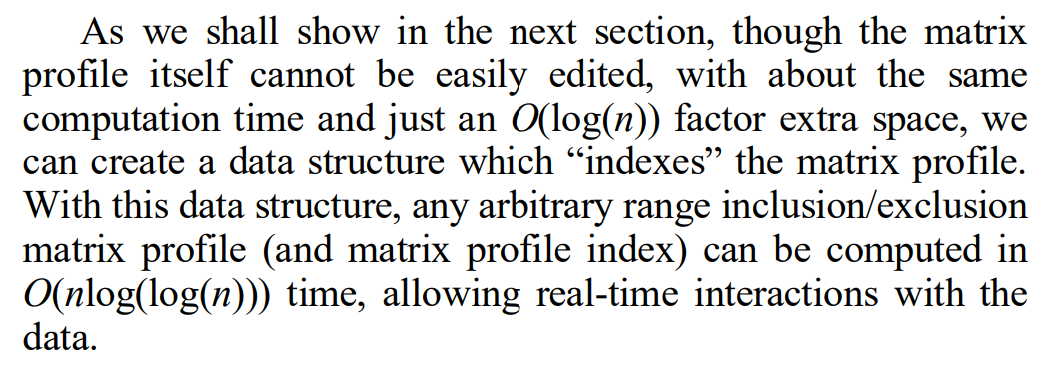 As we shall show in the next section, though the matrix
profile itself cannot be easily edited, with about the same
computation time and just an O(log(n)) factor extra space, we
can create a data structure which “indexes” the matrix profile.
With this data structure, any arbitrary range inclusion/exclusion
matrix profile (and matrix profile index) can be computed in
O(nlog(log(n))) time, allowing real-time interactions with the
data.